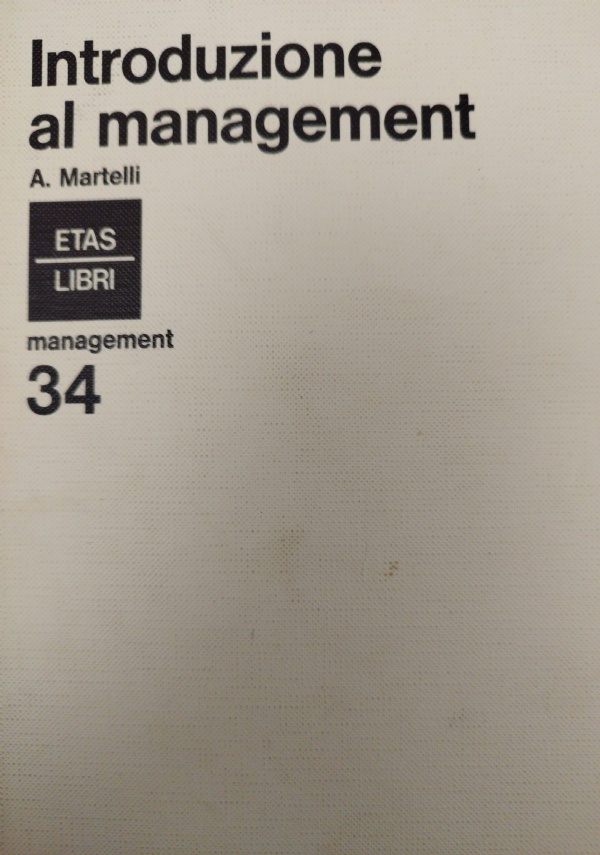 Introduzione
al management
A. Martelli
ETAS
LIBRI
management
34